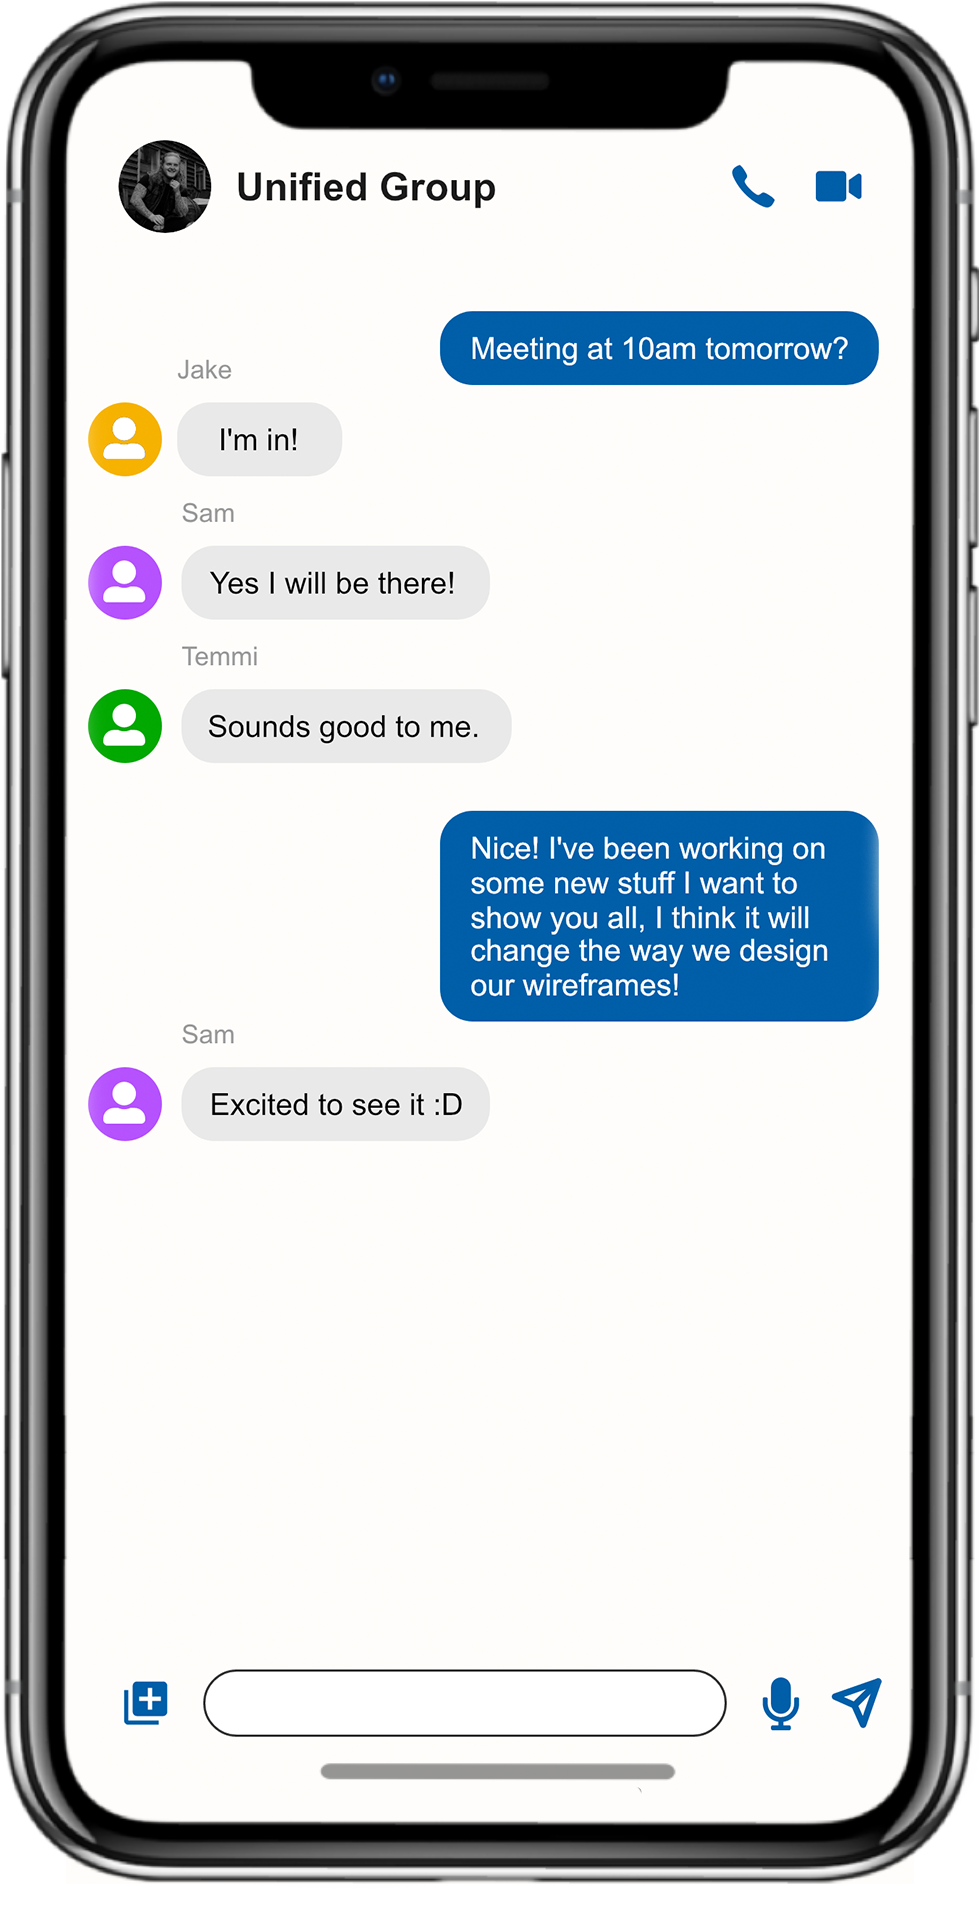 Unified Group
Meeting at 10am tomorrow?
Jake
I'm in!
Sam
Yes I will be there!
Temmi
Sounds good to me.
Nice! I've been working on
some new stuff I want to
show you all, I think it will
change the way we design
our wireframes!
Sam
Excited to see it :D